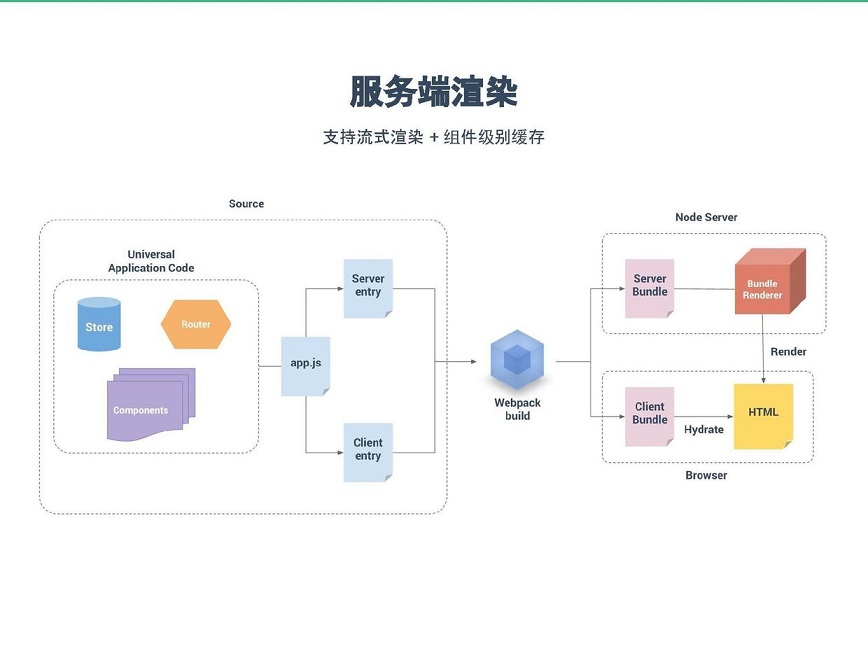 服务端渲染
支持流式渲染 + 组件级别缓存
Source
Universal
Application Code
Store
Router
Components
app.js
Server
entry
Client
entry
Webpack
build
Node Server
Server
Bundle
Bundle
Renderer
Render
Client
Bundle
Hydrate
HTML
Browser